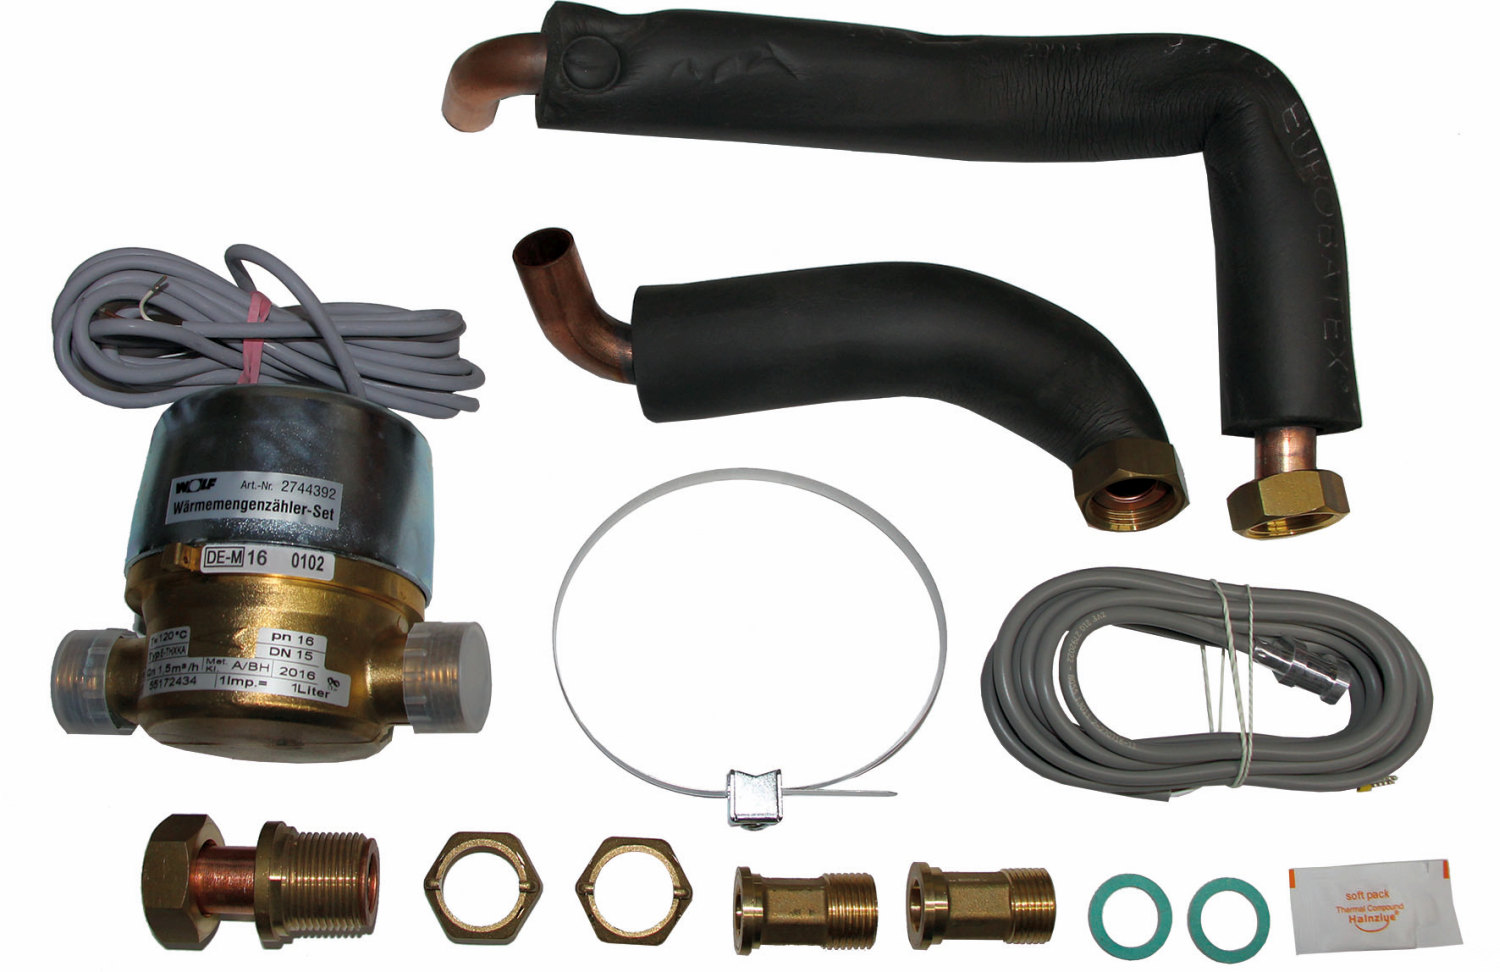 EUROBATEX
WOLF Art.-Nr. 2744392
Wärmemengenzähler-Set
DE-M 16 0102
120°C
pn 16
DN 15
Qn 1,5m³/h Met. Kl. A/BH 2016
55172434 1Imp.= 1Liter
soft pack
Thermal Compound
Halnziye